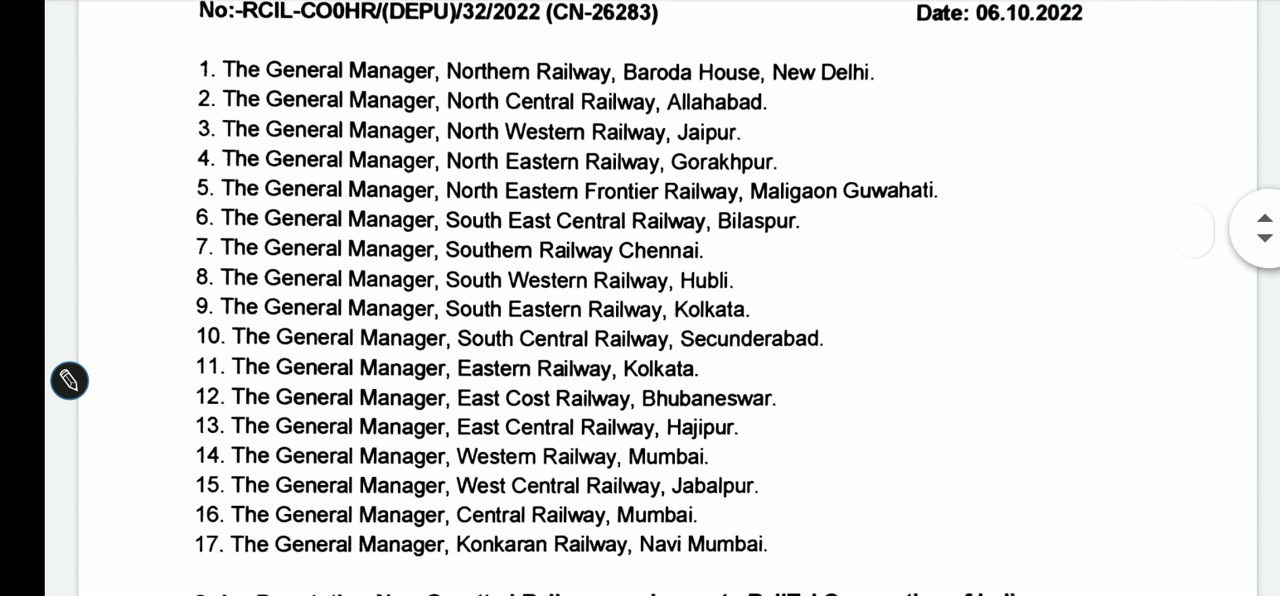 No:-RCIL-CO0HR/(DEPU)/32/2022 (CN-26283) Date: 06.10.2022
1. The General Manager, Northern Railway, Baroda House, New Delhi.
2. The General Manager, North Central Railway, Allahabad.
3. The General Manager, North Western Railway, Jaipur.
4. The General Manager, North Eastern Railway, Gorakhpur.
5. The General Manager, North Eastern Frontier Railway, Maligaon Guwahati.
6. The General Manager, South East Central Railway, Bilaspur.
7. The General Manager, Southern Railway Chennai.
8. The General Manager, South Western Railway, Hubli.
9. The General Manager, South Eastern Railway, Kolkata.
10. The General Manager, South Central Railway, Secunderabad.
11. The General Manager, Eastern Railway, Kolkata.
12. The General Manager, East Cost Railway, Bhubaneswar.
13. The General Manager, East Central Railway, Hajipur.
14. The General Manager, Western Railway, Mumbai.
15. The General Manager, West Central Railway, Jabalpur.
16. The General Manager, Central Railway, Mumbai.
17. The General Manager, Konkaran Railway, Navi Mumbai.